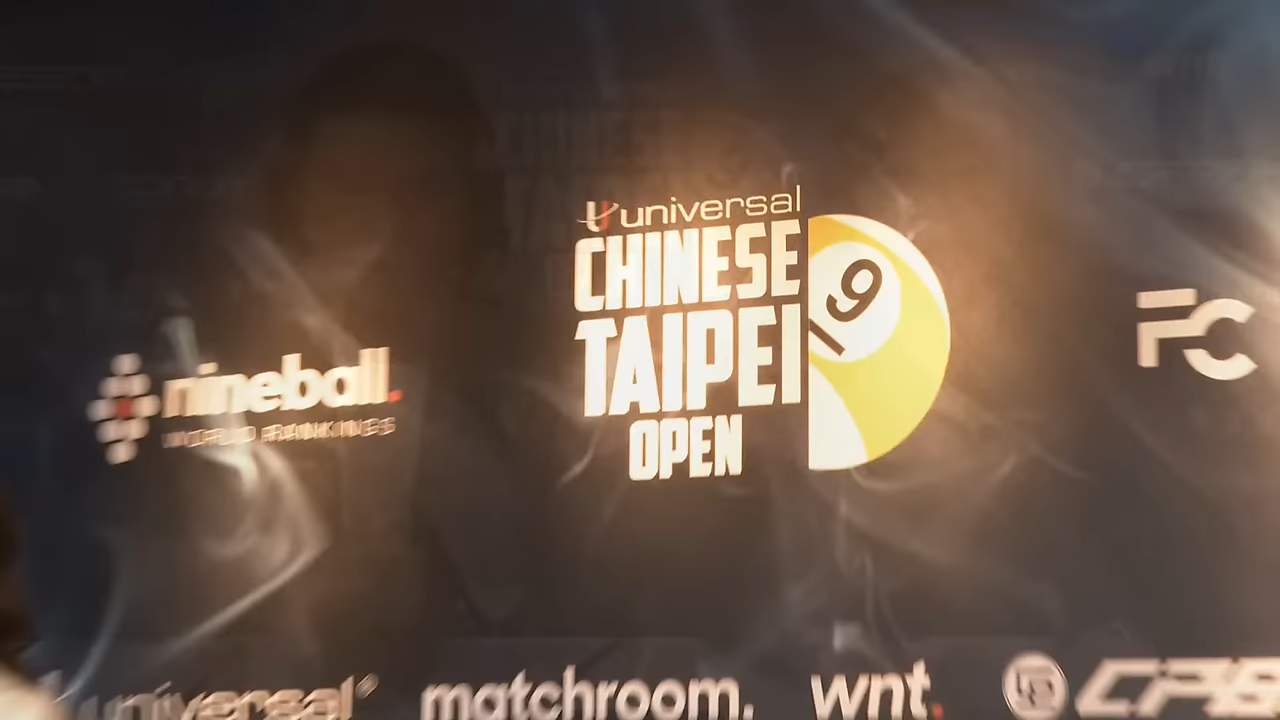 universal
CHINESE
TAIPEI
OPEN
9
nineball.
WORLD RANKINGS
FC
universal
matchroom.
wnt.